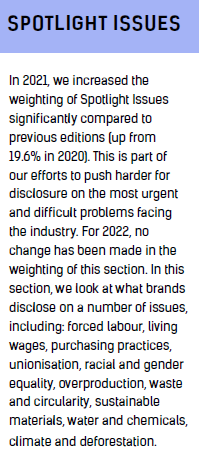 SPOTLIGHT ISSUES
In 2021, we increased the
weighting of Spotlight Issues
significantly compared to
previous editions (up from
19.6% in 2020). This is part of
our efforts to push harder for
disclosure on the most urgent
and difficult problems facing
the industry. For 2022, no
change has been made in the
weighting of this section. In this
section, we look at what brands
disclose on a number of issues,
including: forced labour, living
wages, purchasing practices,
unionisation, racial and gender
equality, overproduction, waste
and circularity, sustainable
materials, water and chemicals,
climate and deforestation.